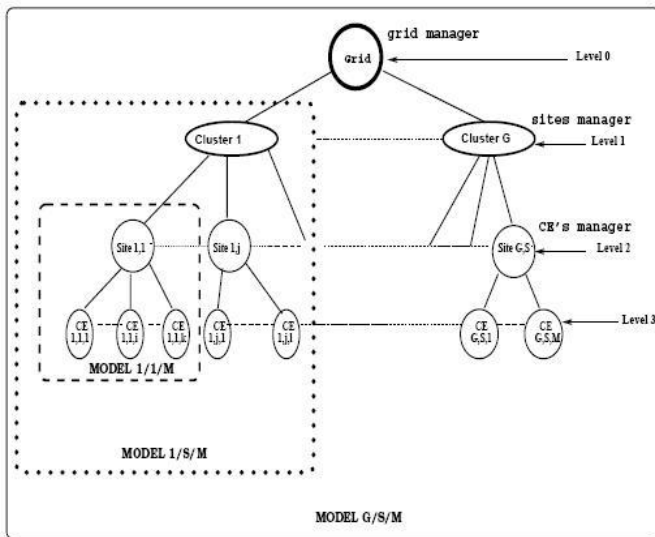 grid manager
Grid
Level 0
sites manager
Cluster 1
Cluster G
Level 1
CE's manager
Site 1,1
Site 1,j
Site G,S
Level 2
CE 1,1,1
CE 1,1,i
CE 1,1,k
CE 1,j,1
CE 1,j,l
CE G,S,1
CE G,S,M
Level 3
MODEL 1/1/M
MODEL 1/S/M
MODEL G/S/M